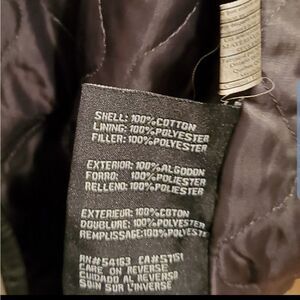 SHELL: 100%COTTON
LINING: 100%POLYESTER
FILLER: 100%POLYESTER
EXTERIOR: 100%ALGODON
FORRO: 100%POLIESTER
RELLENO: 100%POLIESTER
EXTERIEUR: 100%COTON
DOUBLURE: 100%POLYESTER
REMPLISSAGE: 100%POLYESTE
RN#54163 CA#57151
CARE ON REVERSE
CUIDADO AL REVERSO
SOIN SUR L'INVERSE